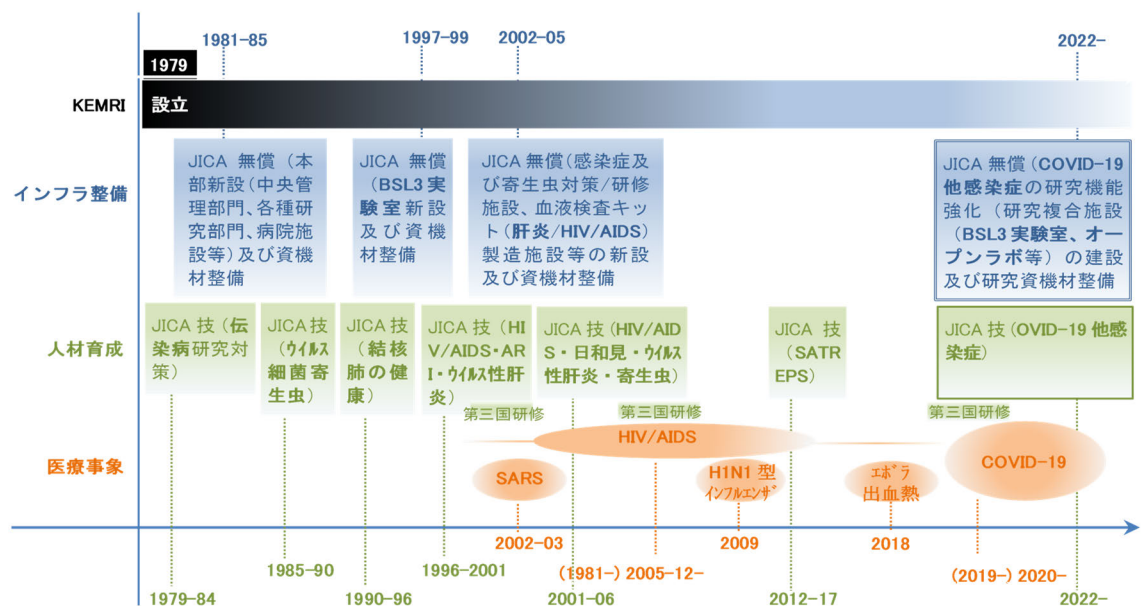 1981-85
1997-99
2002-05
2022-
1979
KEMRI
設立
インフラ整備
JICA 無償（本
部新設（中央管
理部門、各種研
究部門、病院施
設等）及び資機
材整備
JICA 無償
（BSL3 実
験室新設
及び資機
材整備
JICA 無償（感染症及
び寄生虫対策/研修
施設、血液検査キッ
ト（肝炎/HIV/AIDS）
製造施設等の新設
及び資機材整備
JICA 無償（COVID-19
他感染症の研究機能
強化（研究複合施設
（BSL3 実験室、オー
プンラボ等）の建設
及び研究資機材整備
人材育成
JICA 技（伝
染病研究対
策）
JICA 技
（ウイルス
細菌寄
生虫）
JICA 技
（結核
肺の健
康）
JICA 技（HI
V/AIDS・AR
I・ウイルス性肝
炎）
JICA 技（HIV/AID
S・日和見・ウイルス
性肝炎・寄生虫）
JICA 技
（SATR
EPS）
JICA 技（OVID-19 他感
染症）
第三国研修
第三国研修
第三国研修
医療事象
HIV/AIDS
SARS
H1N1 型
インフルエンザ
エボラ
出血熱
COVID-19
2002-03
2009
2018
1985-90
1996-2001
(1981-) 2005-12-
(2019-) 2020-
1979-84
1990-96
2001-06
2012-17
2022-